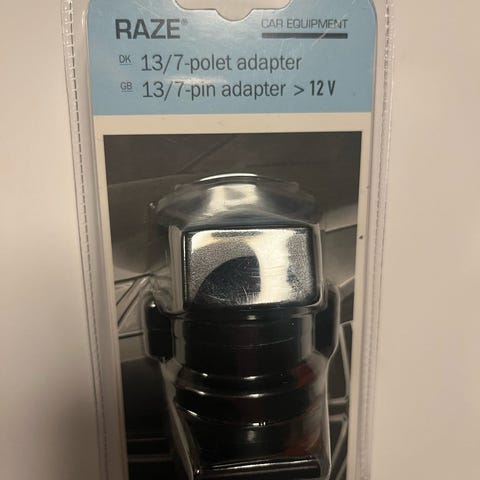 RAZE®
CAR EQUIPMENT
DK 13/7-polet adapter
GB 13/7-pin adapter > 12 V